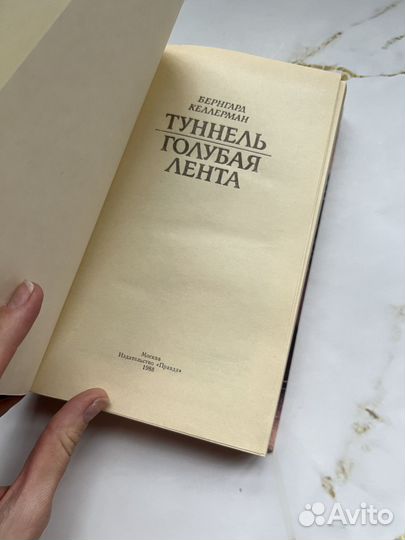 БЕРНГАРД
КЕЛЛЕРМАН
ТУННЕЛЬ
ГОЛУБАЯ
ЛЕНТА
Москва
Издательство «Правда»
1988
Avito